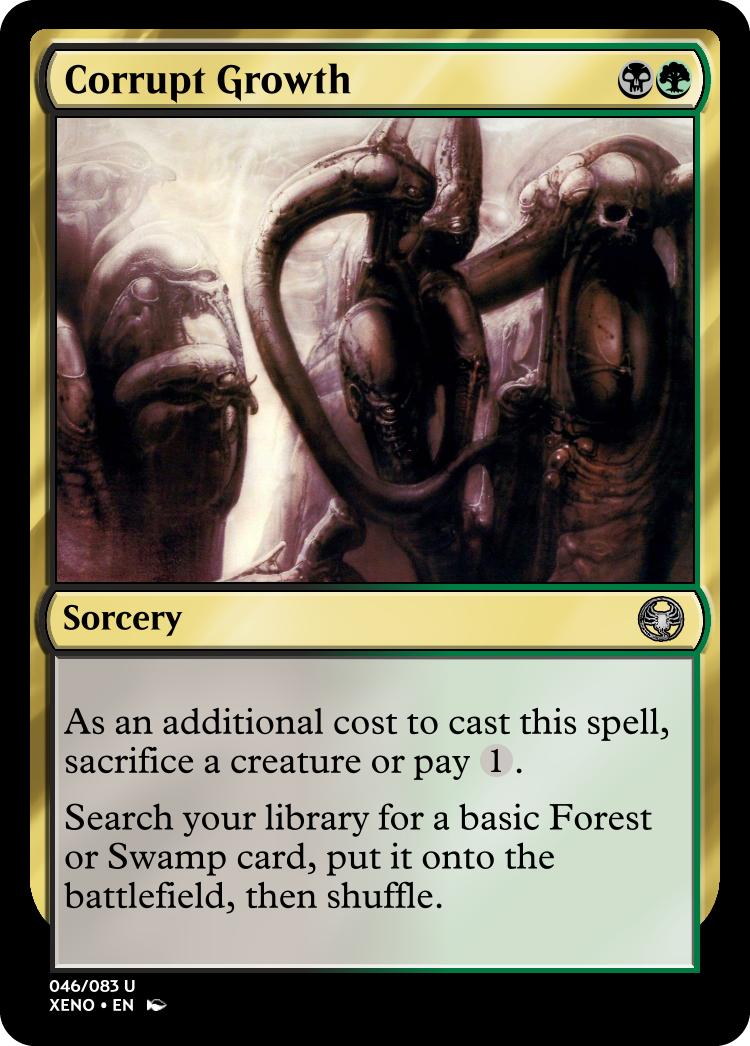 Corrupt Growth
Sorcery
As an additional cost to cast this spell,
sacrifice a creature or pay 1.
Search your library for a basic Forest
or Swamp card, put it onto the
battlefield, then shuffle.
046/083 U
XENO • EN